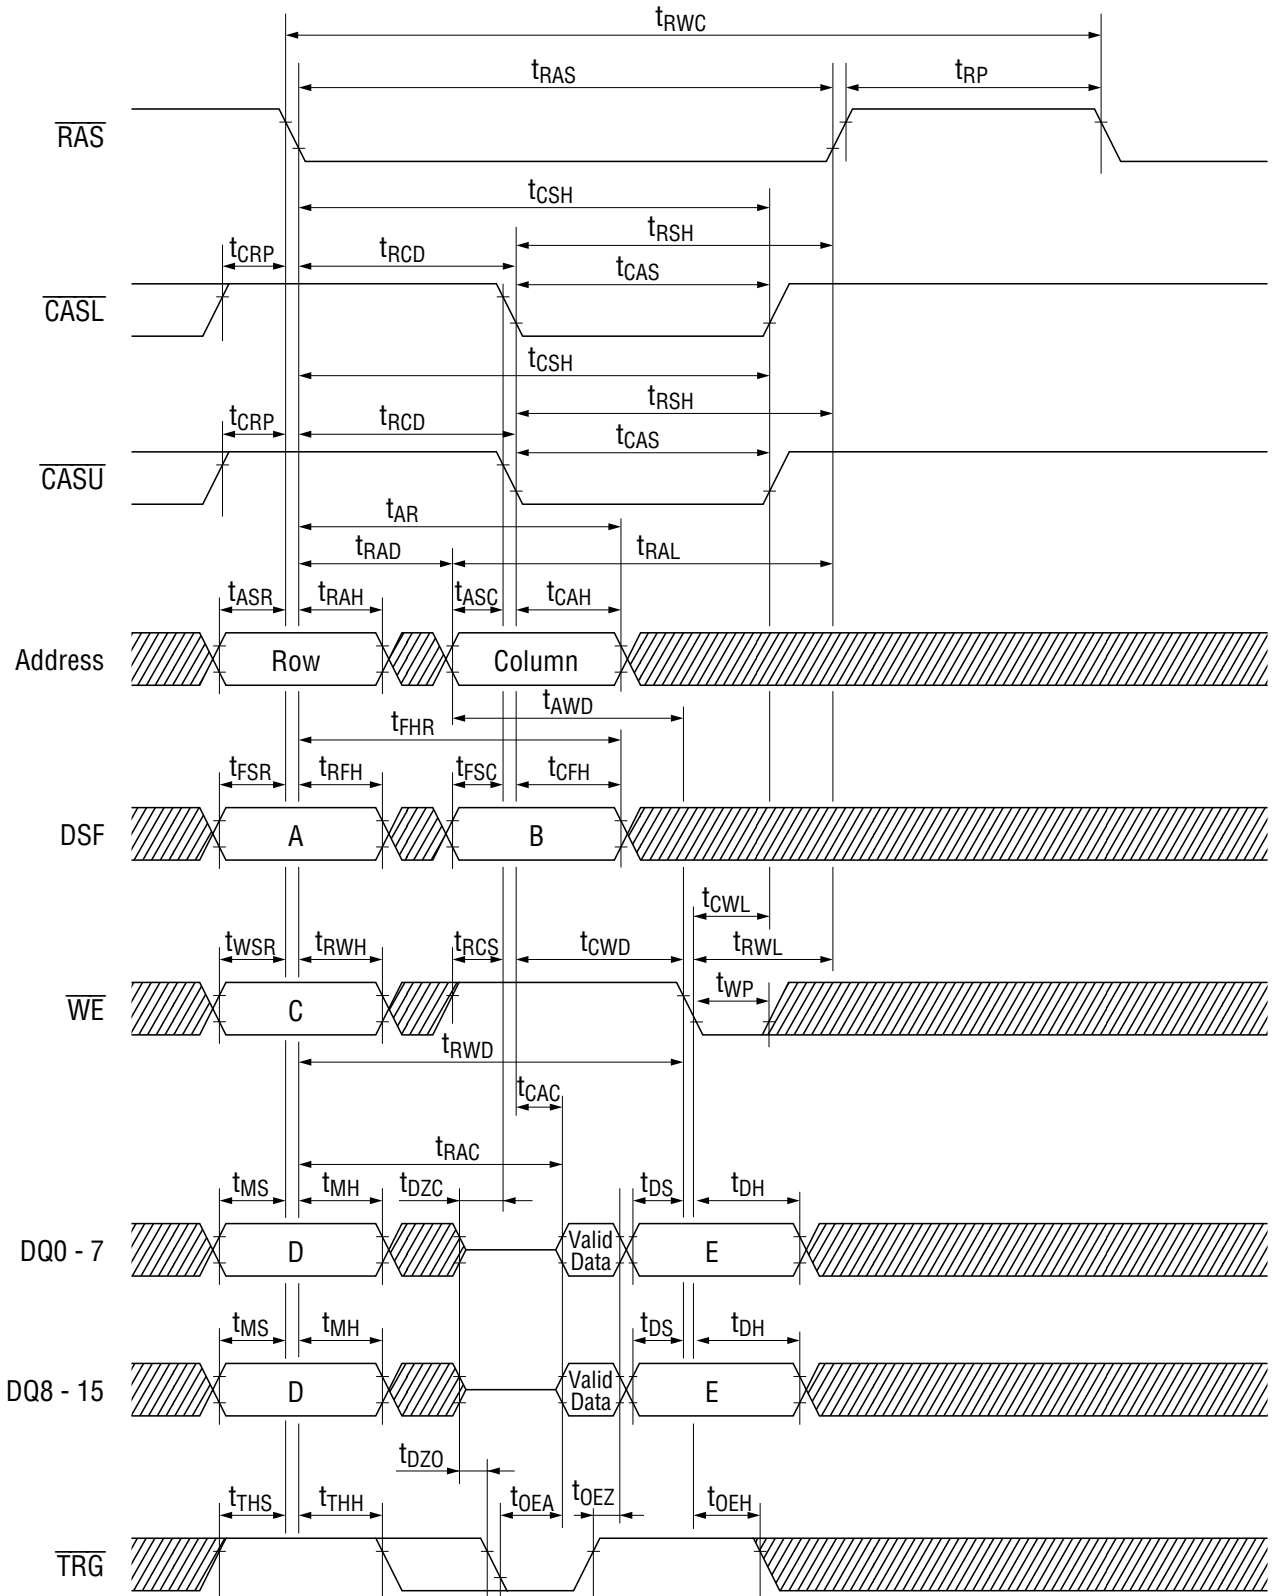 tRWC
tRAS tRP
RAS
tCSH
tRSH
tCRP tRCD tCAS
CASL
tCSH
tRSH
tCRP tRCD tCAS
CASU
tAR
tRAD tRAL
tASR tRAH tASC tCAH
Address Row Column
tAWD
tFHR
tFSR tRFH tFSC tCFH
DSF A B
tCWL
tWSR tRWH tRCS tCWD tRWL
tWP
WE C
tRWD
tCAC
tRAC
tMS tMH tDZC tDS tDH
DQ0 - 7 D Valid Data E
tMS tMH tDS tDH
DQ8 - 15 D Valid Data E
tDZO
tTHS tTHH tOEA tOEZ tOEH
TRG